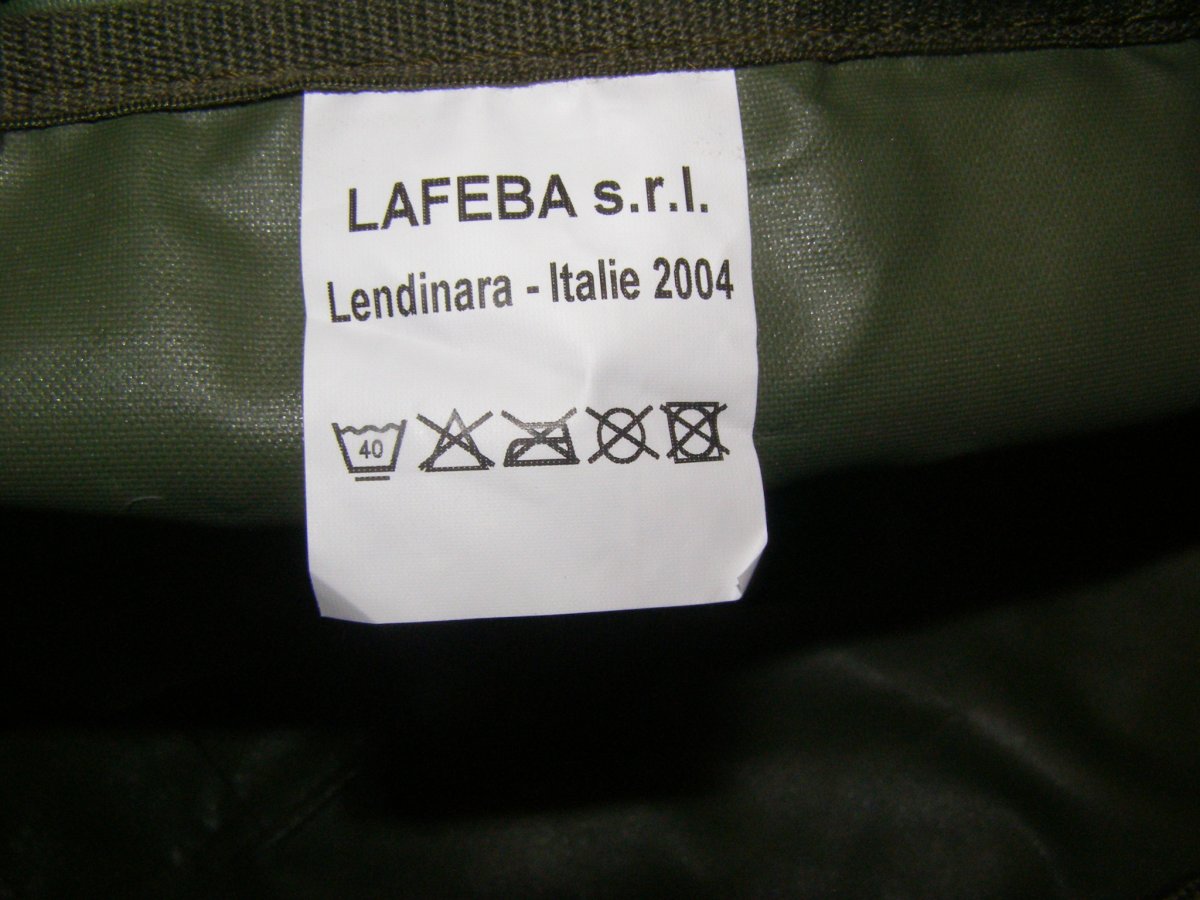 LAFEBA s.r.l.
Lendinara - Italie 2004
40